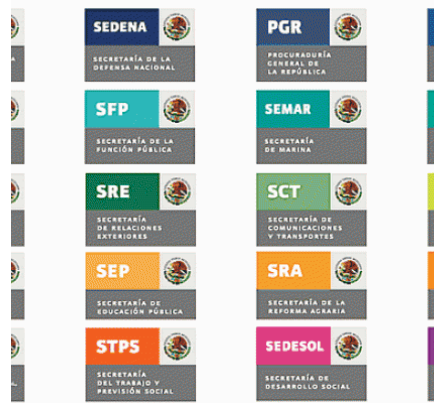 SEDENA
SECRETARÍA DE LA
DEFENSA NACIONAL
PGR
PROCURADURÍA
GENERAL DE
LA REPÚBLICA
SFP
SECRETARÍA DE LA
FUNCIÓN PÚBLICA
SEMAR
SECRETARÍA
DE MARINA
SRE
SECRETARÍA
DE RELACIONES
EXTERIORES
SCT
SECRETARÍA DE
COMUNICACIONES
Y TRANSPORTES
SEP
SECRETARÍA DE
EDUCACIÓN PÚBLICA
SRA
SECRETARÍA DE LA
REFORMA AGRARIA
STPS
SECRETARÍA
DEL TRABAJO Y
PREVISIÓN SOCIAL
SEDESOL
SECRETARÍA DE
DESARROLLO SOCIAL